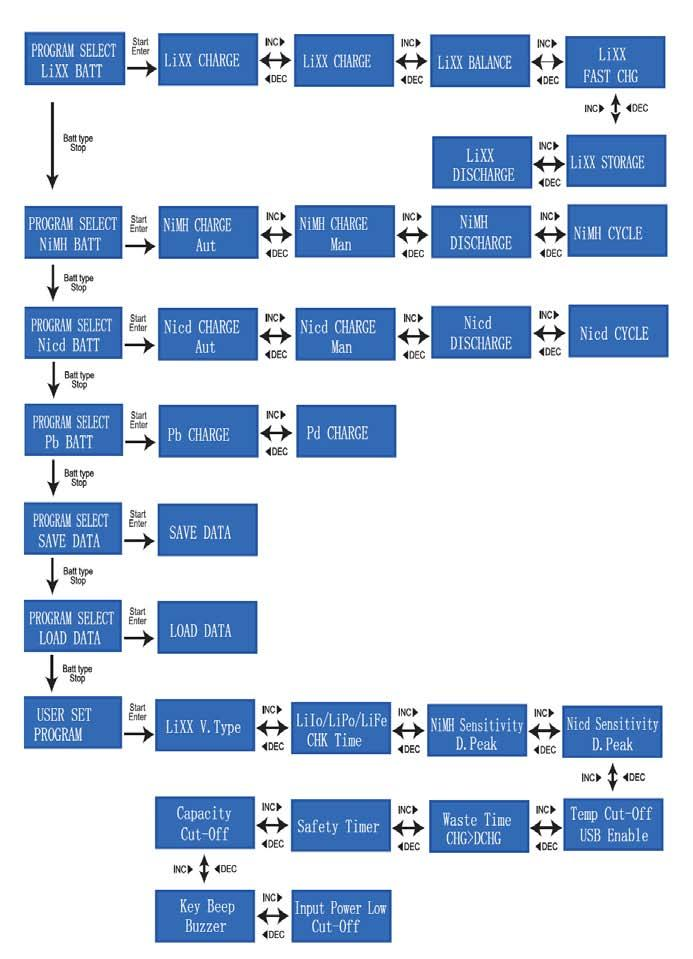 PROGRAM SELECT
LiXX BATT
Start
Enter
LiXX CHARGE
INC▶
◀DEC
LiXX CHARGE
INC▶
◀DEC
LiXX BALANCE
INC▶
◀DEC
LiXX
FAST CHG
INC▶ ◀DEC
Batt type
Stop
LiXX
DISCHARGE
INC▶
◀DEC
LiXX STORAGE
PROGRAM SELECT
NiMH BATT
Start
Enter
NiMH CHARGE
Aut
INC▶
◀DEC
NiMH CHARGE
Man
INC▶
◀DEC
NiMH
DISCHARGE
INC▶
◀DEC
NiMH CYCLE
Batt type
Stop
PROGRAM SELECT
Nicd BATT
Start
Enter
Nicd CHARGE
Aut
INC▶
◀DEC
Nicd CHARGE
Man
INC▶
◀DEC
Nicd
DISCHARGE
INC▶
◀DEC
Nicd CYCLE
Batt type
Stop
PROGRAM SELECT
Pb BATT
Start
Enter
Pb CHARGE
INC▶
◀DEC
Pd CHARGE
Batt type
Stop
PROGRAM SELECT
SAVE DATA
Start
Enter
SAVE DATA
Batt type
Stop
PROGRAM SELECT
LOAD DATA
Start
Enter
LOAD DATA
Batt type
Stop
USER SET
PROGRAM
Start
Enter
LiXX V.Type
INC▶
◀DEC
LiIo/LiPo/LiFe
CHK Time
INC▶
◀DEC
NiMH Sensitivity
D.Peak
INC▶
◀DEC
Nicd Sensitivity
D.Peak
INC▶ ◀DEC
Capacity
Cut-Off
INC▶
◀DEC
Safety Timer
INC▶
◀DEC
Waste Time
CHG>DCHG
INC▶
◀DEC
Temp Cut-Off
USB Enable
INC▶ ◀DEC
Key Beep
Buzzer
INC▶
◀DEC
Input Power Low
Cut-Off